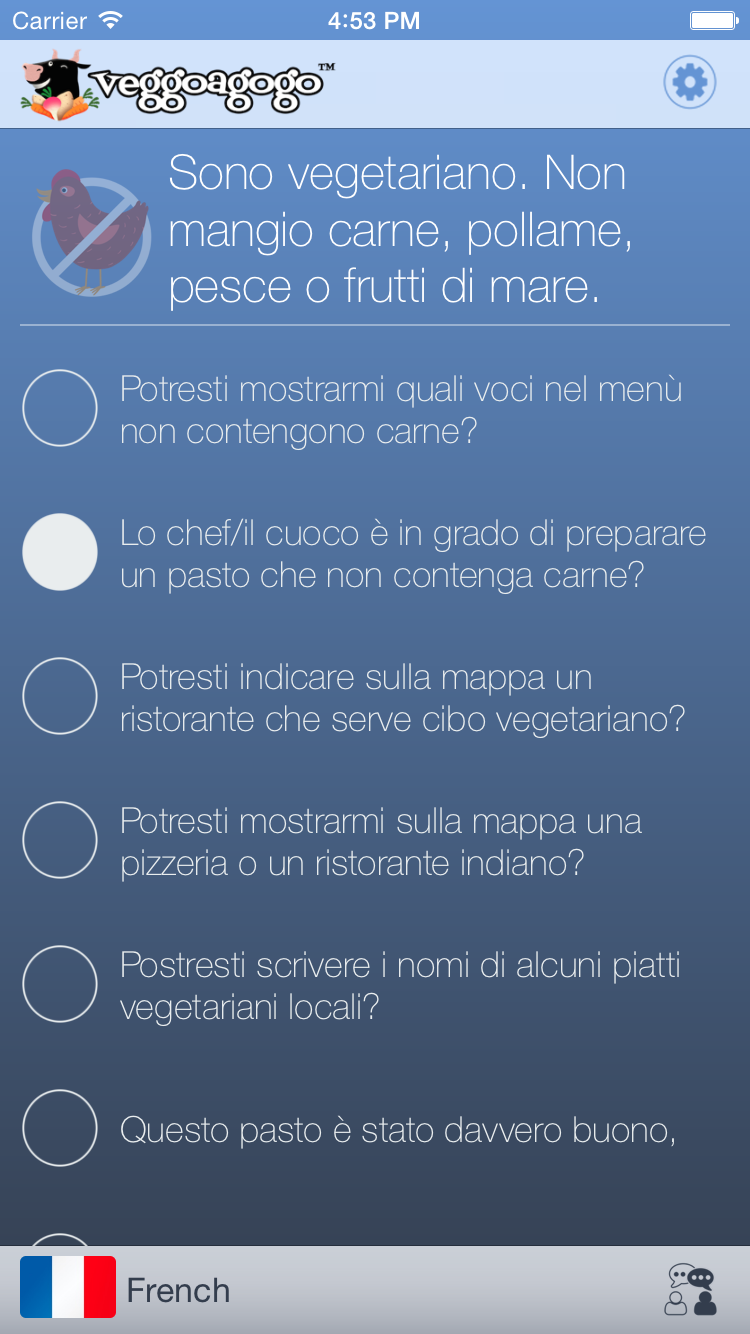 Carrier
4:53 PM
veggoagogo™
Sono vegetariano. Non
mangio carne, pollame,
pesce o frutti di mare.
Potresti mostrarmi quali voci nel menù
non contengono carne?
Lo chef/il cuoco è in grado di preparare
un pasto che non contenga carne?
Potresti indicare sulla mappa un
ristorante che serve cibo vegetariano?
Potresti mostrarmi sulla mappa una
pizzeria o un ristorante indiano?
Postresti scrivere i nomi di alcuni piatti
vegetariani locali?
Questo pasto è stato davvero buono,
French